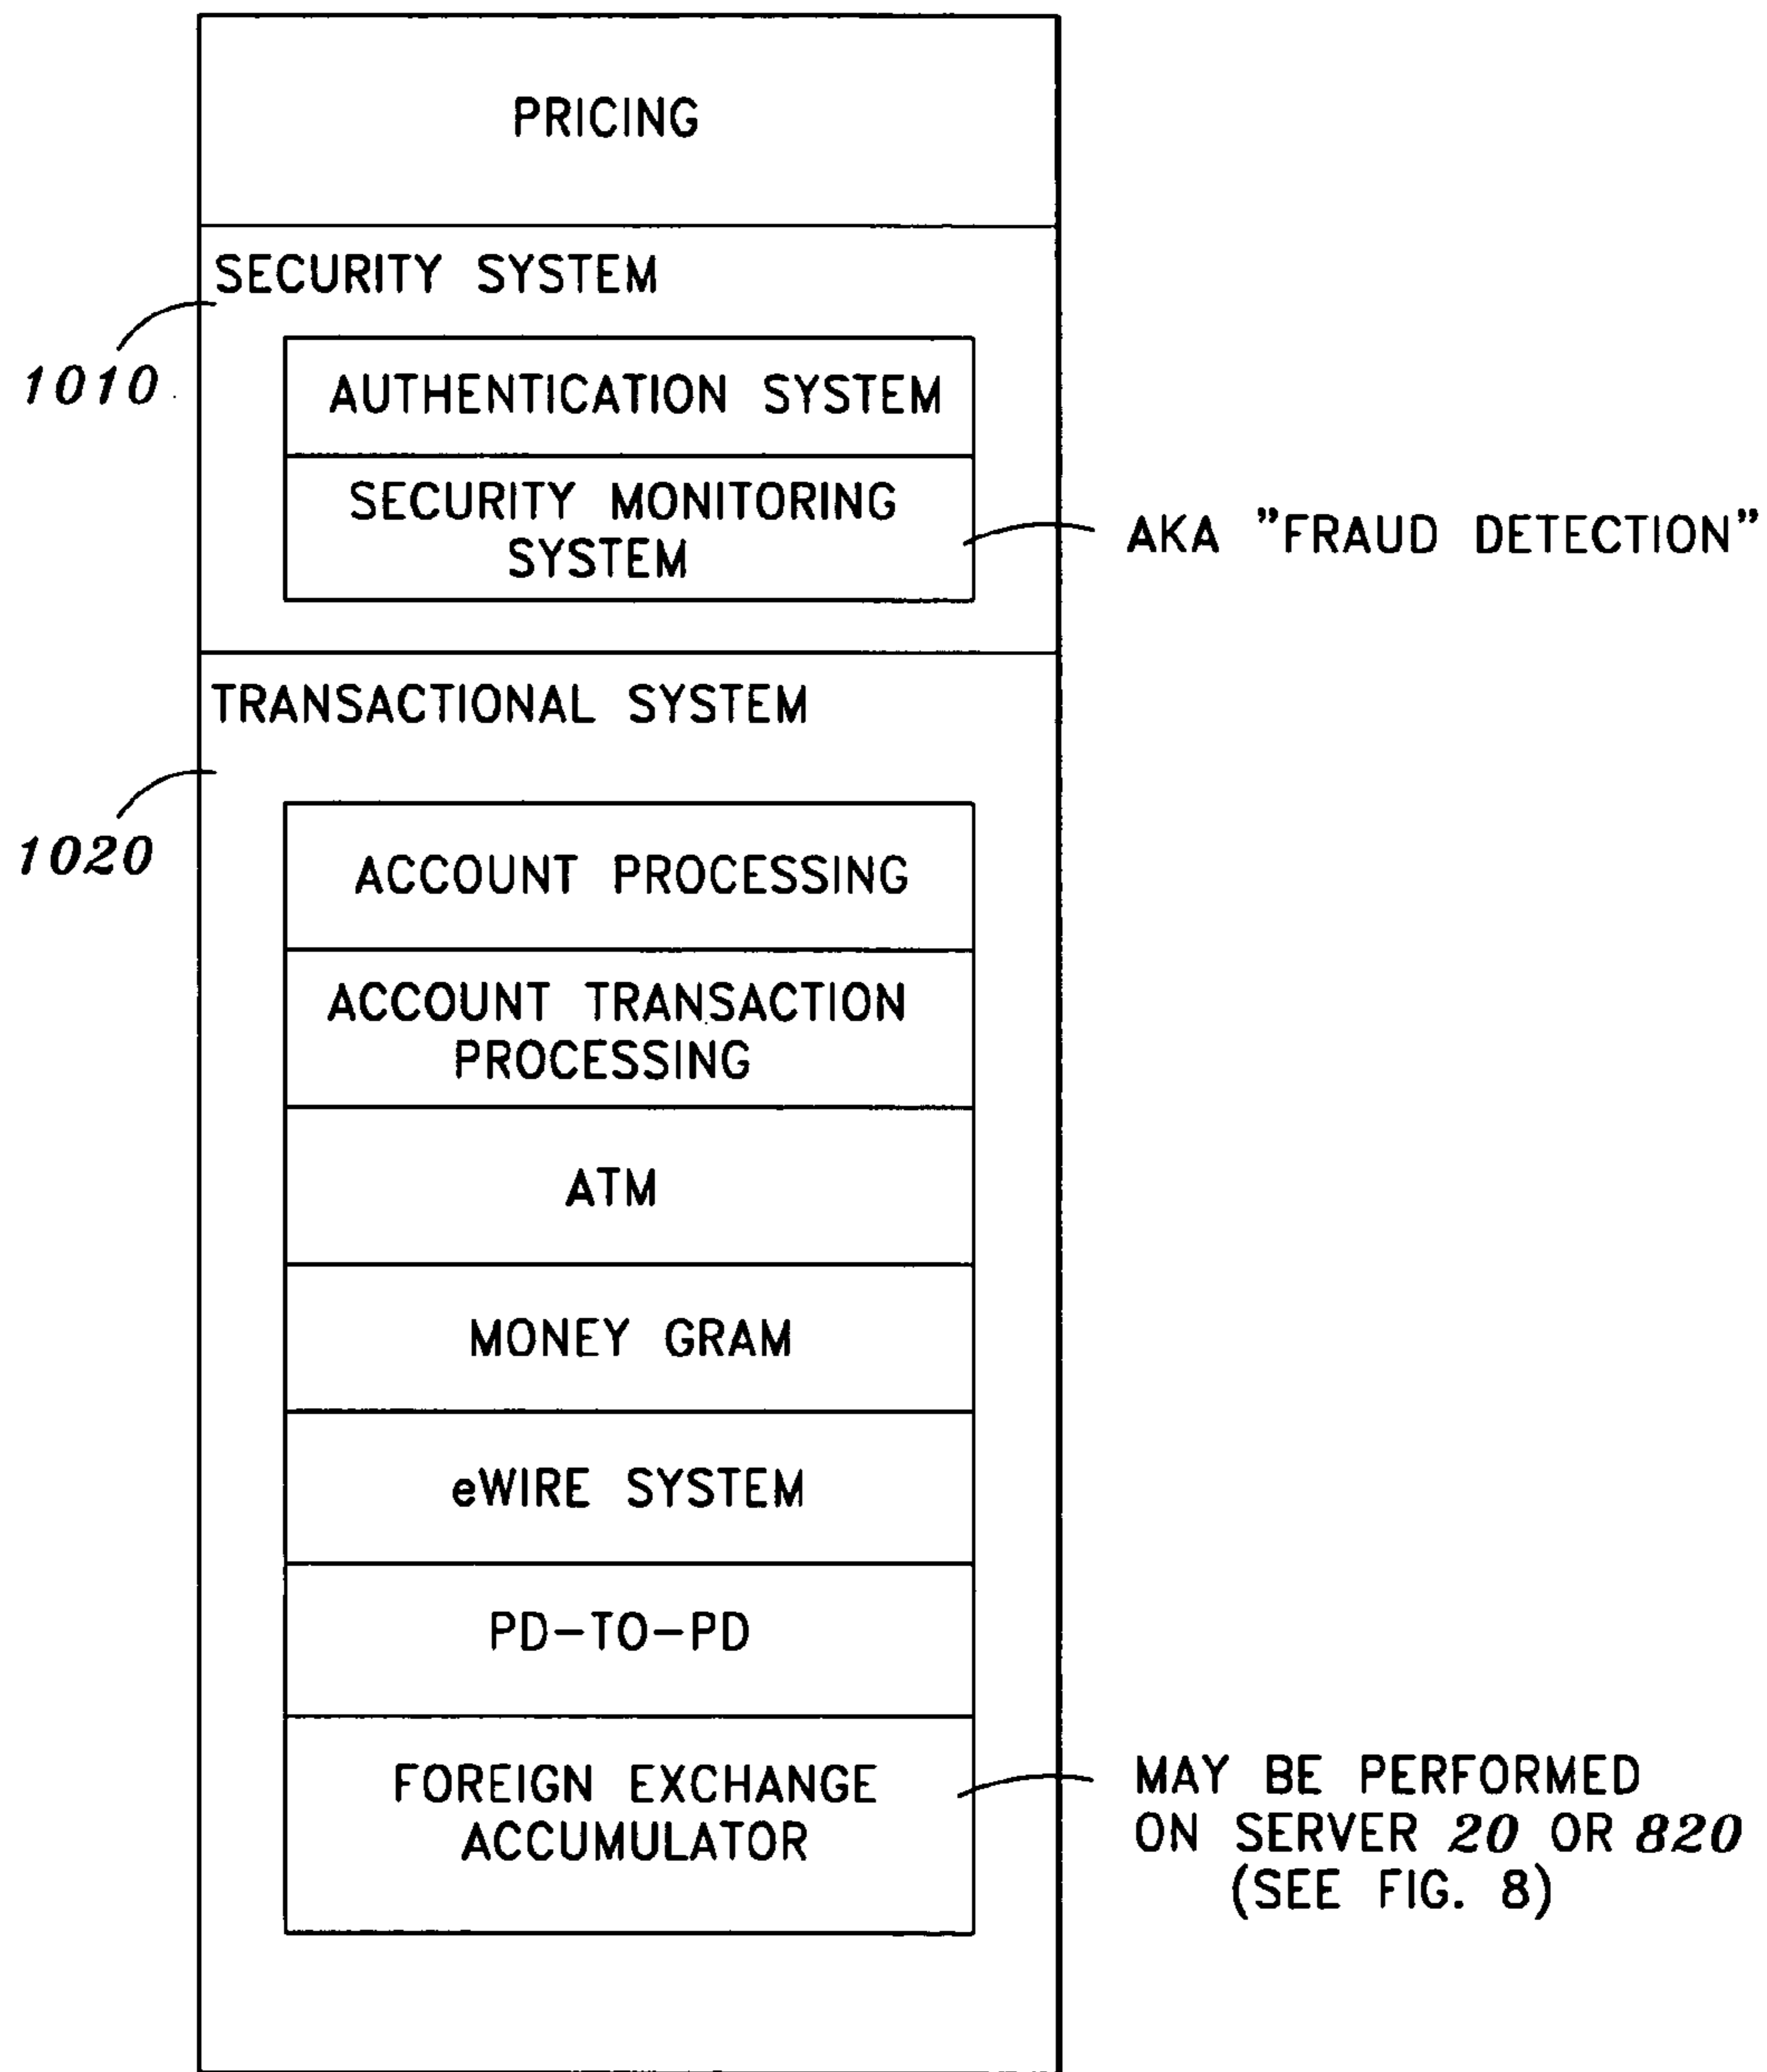 PRICING
SECURITY SYSTEM
1010
AUTHENTICATION SYSTEM
SECURITY MONITORING
SYSTEM
AKA "FRAUD DETECTION"
TRANSACTIONAL SYSTEM
1020
ACCOUNT PROCESSING
ACCOUNT TRANSACTION
PROCESSING
ATM
MONEY GRAM
eWIRE SYSTEM
PD-TO-PD
FOREIGN EXCHANGE
ACCUMULATOR
MAY BE PERFORMED
ON SERVER 20 OR 820
(SEE FIG. 8)